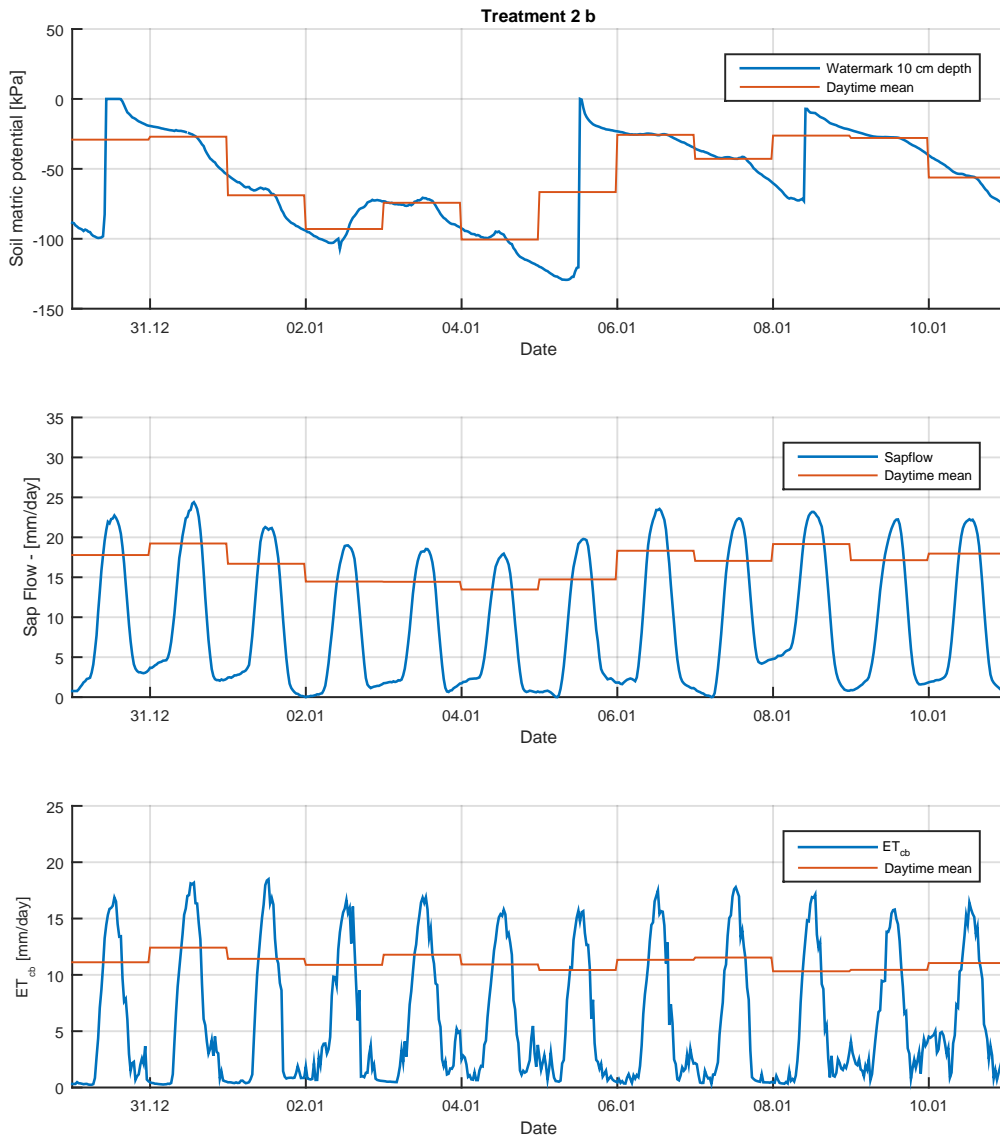 Treatment 2 b
50
0
-50
-100
-150
Soil matric potential [kPa]
Watermark 10 cm depth
Daytime mean
31.12
02.01
04.01
06.01
08.01
10.01
Date
35
30
25
20
15
10
5
0
Sap Flow - [mm/day]
Sapflow
Daytime mean
31.12
02.01
04.01
06.01
08.01
10.01
Date
25
20
15
10
5
0
ET_cb [mm/day]
ET_cb
Daytime mean
31.12
02.01
04.01
06.01
08.01
10.01
Date